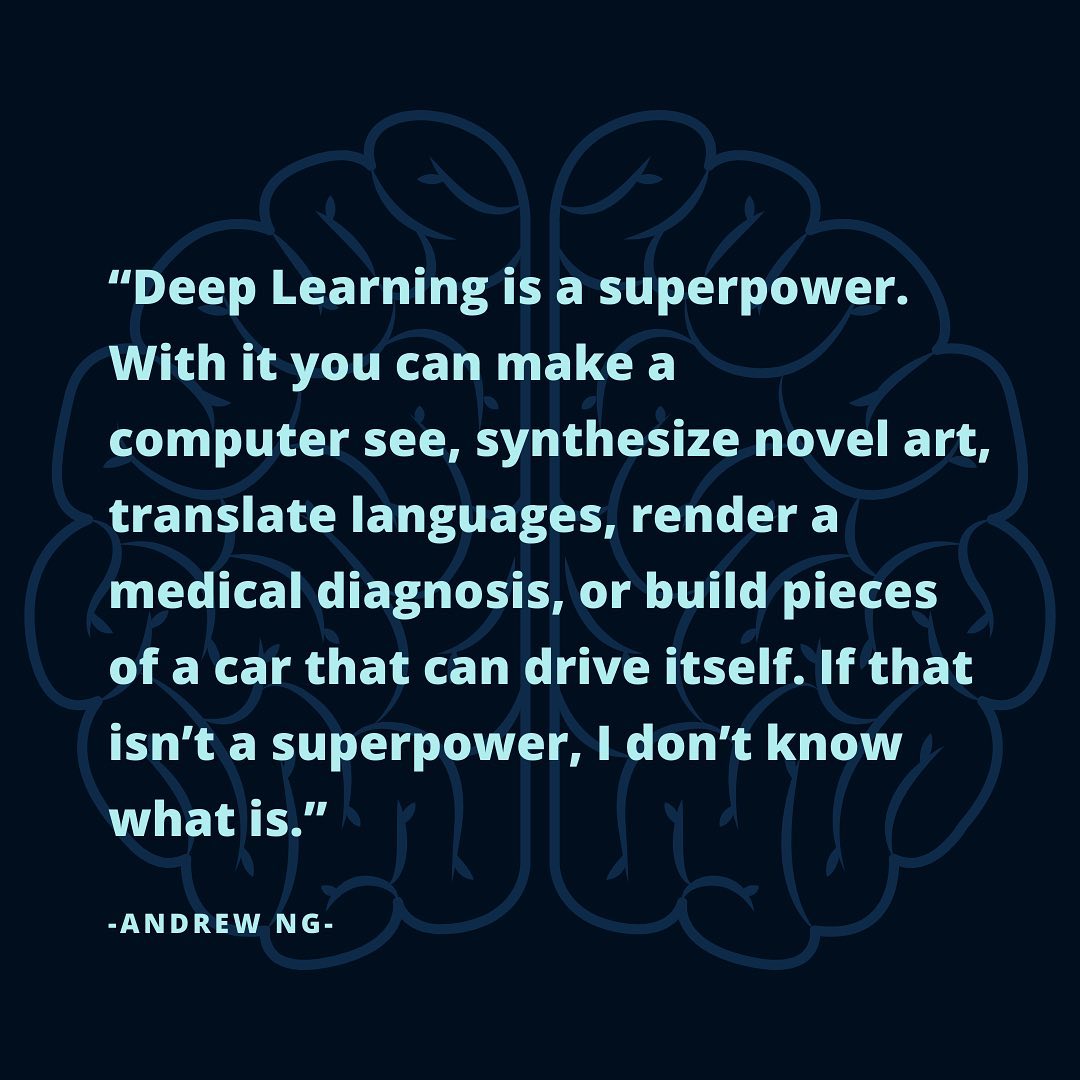 “Deep Learning is a superpower.
With it you can make a
computer see, synthesize novel art,
translate languages, render a
medical diagnosis, or build pieces
of a car that can drive itself. If that
isn’t a superpower, I don’t know
what is.”
-ANDREW NG-